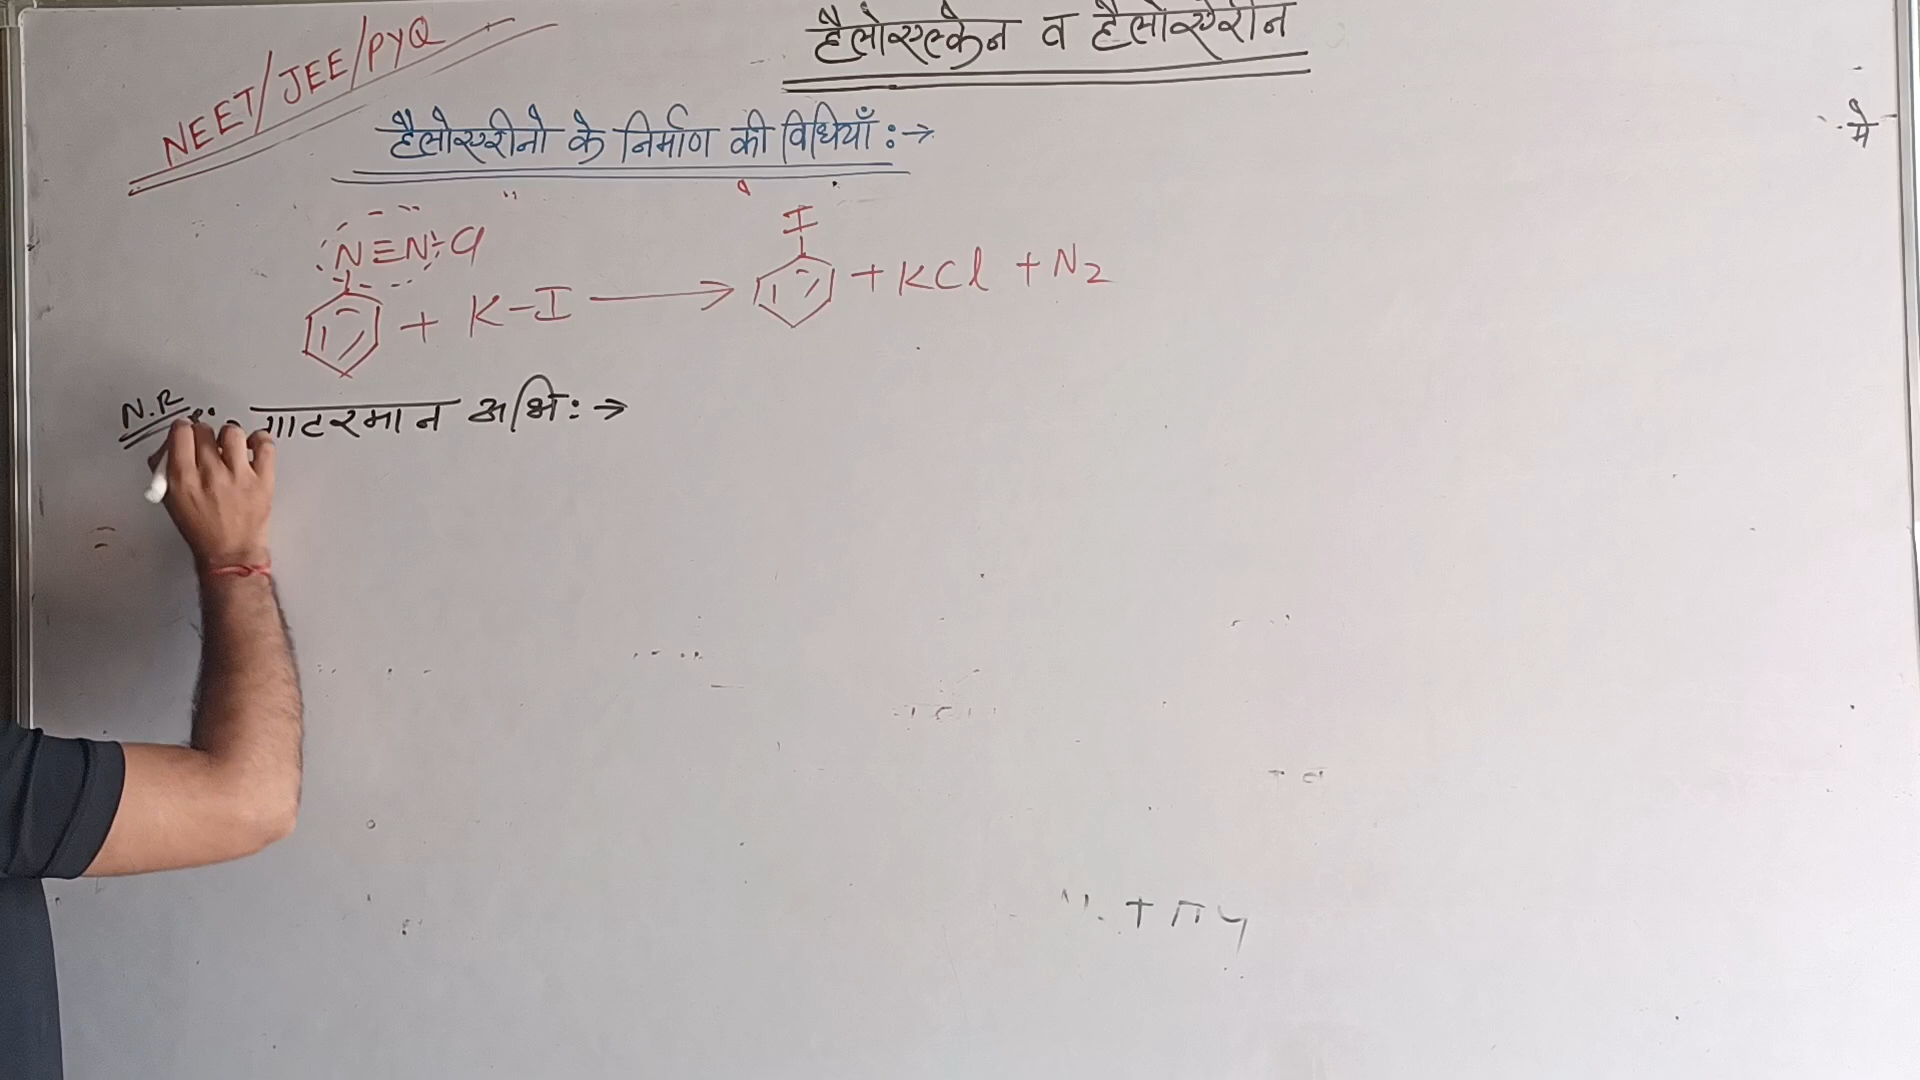 हैलोएल्केन व हैलोएरीन
NEET/JEE/PYQ
हैलोएरीनो के निर्माण की विधियाँ :→
मे
N≡N Cl
I
+ K-I ⟶ + KCl + N2
N.R गाटरमान अभि: →